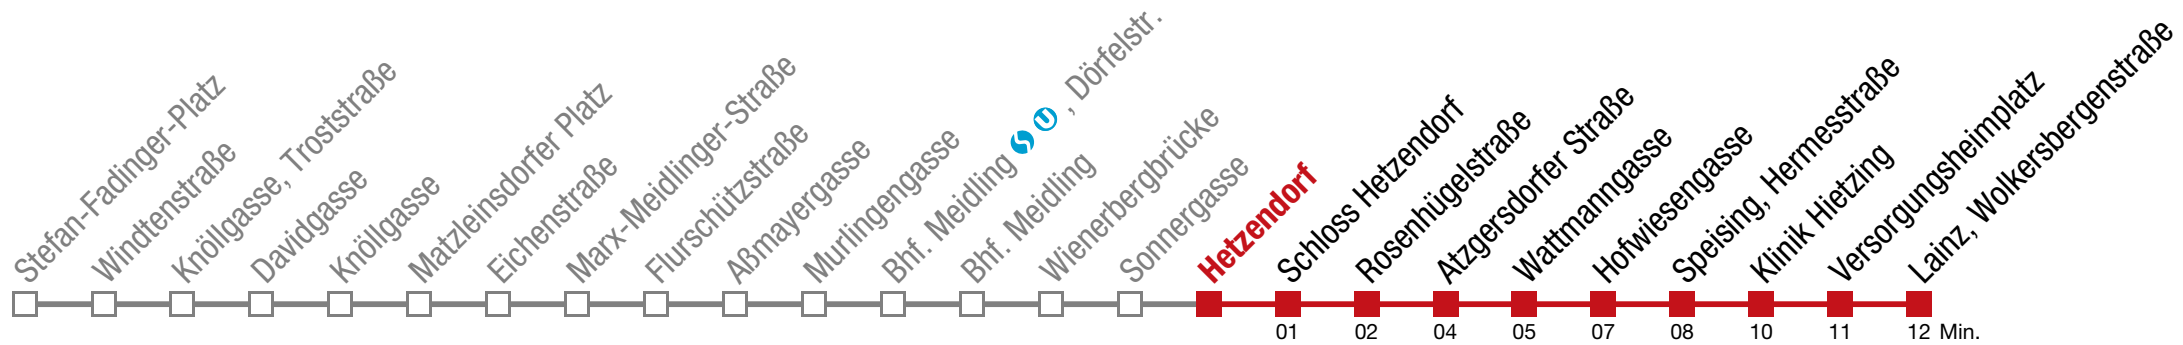 Stefan-Fadinger-Platz
Windtenstraße
Knöllgasse, Troststraße
Davidgasse
Knöllgasse
Matzleinsdorfer Platz
Eichenstraße
Marx-Meidlinger-Straße
Flurschützstraße
Aßmayergasse
Murlingengasse
Bhf. Meidling S U , Dörfelstr.
Bhf. Meidling
Wienerbergbrücke
Sonnergasse
Hetzendorf
Schloss Hetzendorf
Rosenhügelstraße
Atzgersdorfer Straße
Wattmanngasse
Hofwiesengasse
Speising, Hermesstraße
Klinik Hietzing
Versorgungsheimplatz
Lainz, Wolkersbergenstraße
01 02 04 05 07 08 10 11 12 Min.